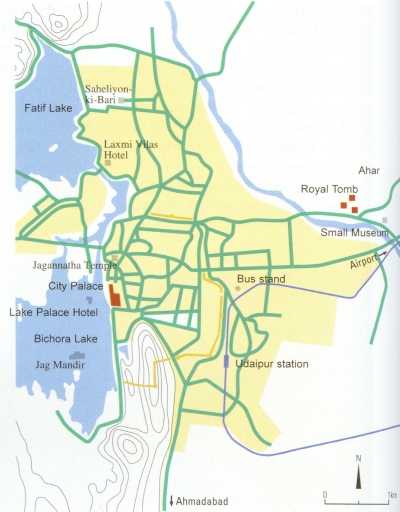 Saheliyon-
ki-Bari
Fatif Lake
Laxmi Vilas
Hotel
Ahar
Royal Tomb
Small Museum
Airport
Jagannatha Temple
City Palace
Bus stand
Lake Palace Hotel
Bichora Lake
Jag Mandir
Udaipur station
N
0
1km
Ahmadabad